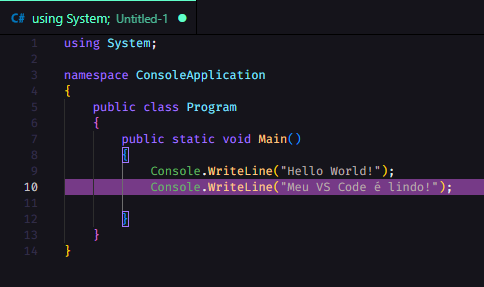 C# using System; Untitled-1
1 using System;
2
3 namespace ConsoleApplication
4 {
5 public class Program
6 {
7 public static void Main()
8 {
9 Console.WriteLine("Hello World!");
10 Console.WriteLine("Meu VS Code é lindo!");
11
12 }
13 }
14 }